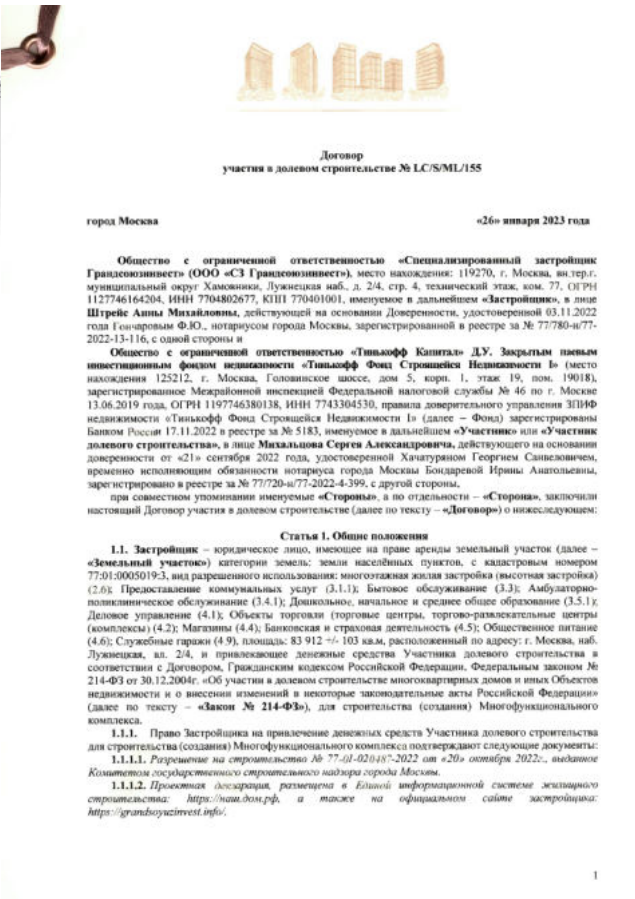 Договор
участия в долевом строительстве № LC/S/ML/155
город Москва
«26» января 2023 года
Общество с ограниченной ответственностью «Специализированный застройщик
Грандсоюзинвест» (ООО «СЗ Грандсоюзинвест»), место нахождения: 119270, г. Москва, вн.тер.г.
муниципальный округ Хамовники, Лужнецкая наб., д. 2/4, стр. 4, технический этаж, ком. 77, ОГРН
1127746164204, ИНН 7704802677, КПП 770401001, именуемое в дальнейшем «Застройщик», в лице
Штрейс Анны Михайловны, действующей на основании Доверенности, удостоверенной 03.11.2022
года Гончаровым Ф.Ю., нотариусом города Москвы, зарегистрированной в реестре за № 77/780-н/77-
2022-13-116, с одной стороны и
Общество с ограниченной ответственностью «Тинькофф Капитал» Д.У. Закрытым паевым
инвестиционным фондом недвижимости «Тинькофф Фонд Строящейся Недвижимости I» (место
нахождения 125212, г. Москва, Головинское шоссе, дом 5, корп. 1, этаж 19, пом. 19018),
зарегистрированное Межрайонной инспекцией Федеральной налоговой службы № 46 по г. Москве
13.06.2019 года, ОГРН 1197746380138, ИНН 7743304530, правила доверительного управления ЗПИФ
недвижимости «Тинькофф Фонд Строящейся Недвижимости I» (далее – Фонд) зарегистрированы
Банком России 17.11.2022 в реестре за № 5183, именуемое в дальнейшем «Участник» или «Участник
долевого строительства», в лице Михальцова Сергея Александровича, действующего на основании
доверенности от «21» сентября 2022 года, удостоверенной Хачатуряном Георгием Санвеловичем,
временно исполняющим обязанности нотариуса города Москвы Бондаревой Ирины Анатольевны,
зарегистрировано в реестре за № 77/720-н/77-2022-4-399, с другой стороны,
при совместном упоминании именуемые «Стороны», а по отдельности – «Сторона», заключили
настоящий Договор участия в долевом строительстве (далее по тексту – «Договор») о нижеследующем:
Статья 1. Общие положения
1.1. Застройщик – юридическое лицо, имеющее на праве аренды земельный участок (далее –
«Земельный участок») категории земель: земли населённых пунктов, с кадастровым номером
77:01:0005019:3, вид разрешенного использования: многоэтажная жилая застройка (высотная застройка)
(2.6); Предоставление коммунальных услуг (3.1.1); Бытовое обслуживание (3.3); Амбулаторно-
поликлиническое обслуживание (3.4.1); Дошкольное, начальное и среднее общее образование (3.5.1);
Деловое управление (4.1); Объекты торговли (торговые центры, торгово-развлекательные центры
(комплексы) (4.2); Магазины (4.4); Банковская и страховая деятельность (4.5); Общественное питание
(4.6); Служебные гаражи (4.9), площадь: 83 912 +/- 103 кв.м, расположенный по адресу: г. Москва, наб.
Лужнецкая, вл. 2/4, и привлекающее денежные средства Участника долевого строительства в
соответствии с Договором, Гражданским кодексом Российской Федерации, Федеральным законом №
214-ФЗ от 30.12.2004г. «Об участии в долевом строительстве многоквартирных домов и иных Объектов
недвижимости и о внесении изменений в некоторые законодательные акты Российской Федерации»
(далее по тексту – «Закон № 214-ФЗ»), для строительства (создания) Многофункционального
комплекса.
1.1.1. Право Застройщика на привлечение денежных средств Участника долевого строительства
для строительства (создания) Многофункционального комплекса подтверждают следующие документы:
1.1.1.1. Разрешение на строительство № 77-01-020487-2022 от «20» октября 2022г., выданное
Комитетом государственного строительного надзора города Москвы.
1.1.1.2. Проектная декларация, размещена в Единой информационной системе жилищного
строительства: https://наш.дом.рф, а также на официальном сайте застройщика:
https://grandsoyuzinvest.info/.
1